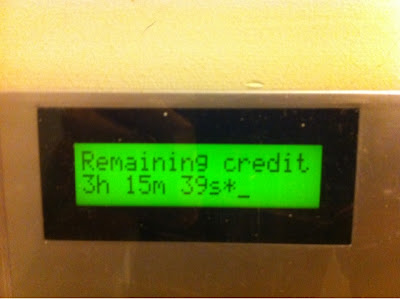 Remaining credit
3h 15m 39s*_